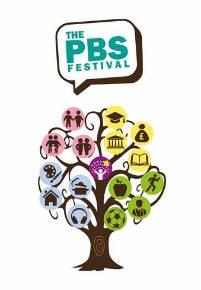 THE
PBS
FESTIVAL
£